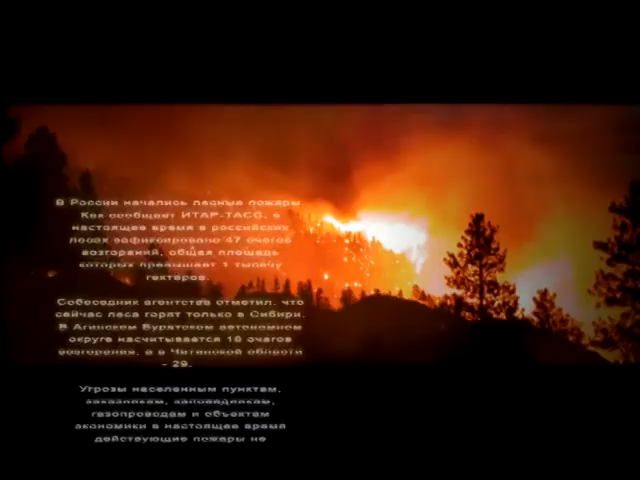 В России начались лесные пожары.
Как сообщает ИТАР-ТАСС, в
настоящее время в российских
лесах зафиксировано 47 очагов
возгораний, общая площадь
которых превышает 1 тысячу
гектаров.
Собеседник агентства отметил, что
сейчас леса горят только в Сибири.
В Агинском Бурятском автономном
округе насчитывается 18 очагов
возгорания, а в Читинской области
- 29.
Угрозы населенным пунктам,
заказникам, заповедникам,
газопроводам и объектам
экономики в настоящее время
действующие пожары не